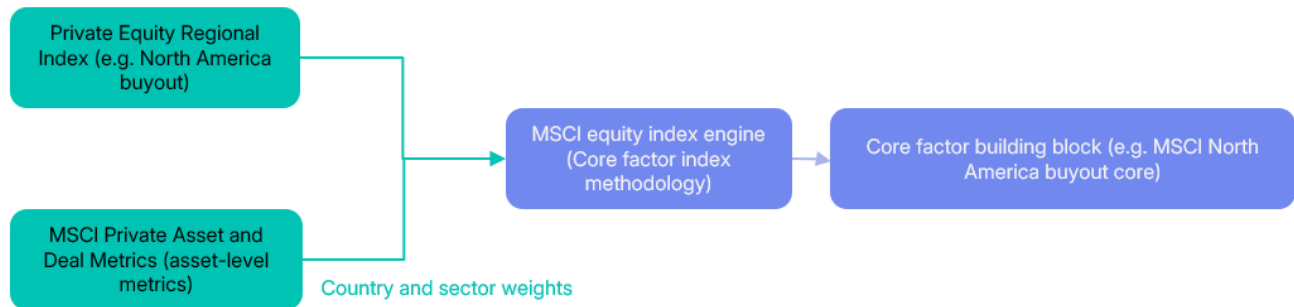 Private Equity Regional
Index (e.g. North America
buyout)
MSCI equity index engine
(Core factor index
methodology)
Core factor building block (e.g. MSCI North
America buyout core)
MSCI Private Asset and
Deal Metrics (asset-level
metrics)
Country and sector weights